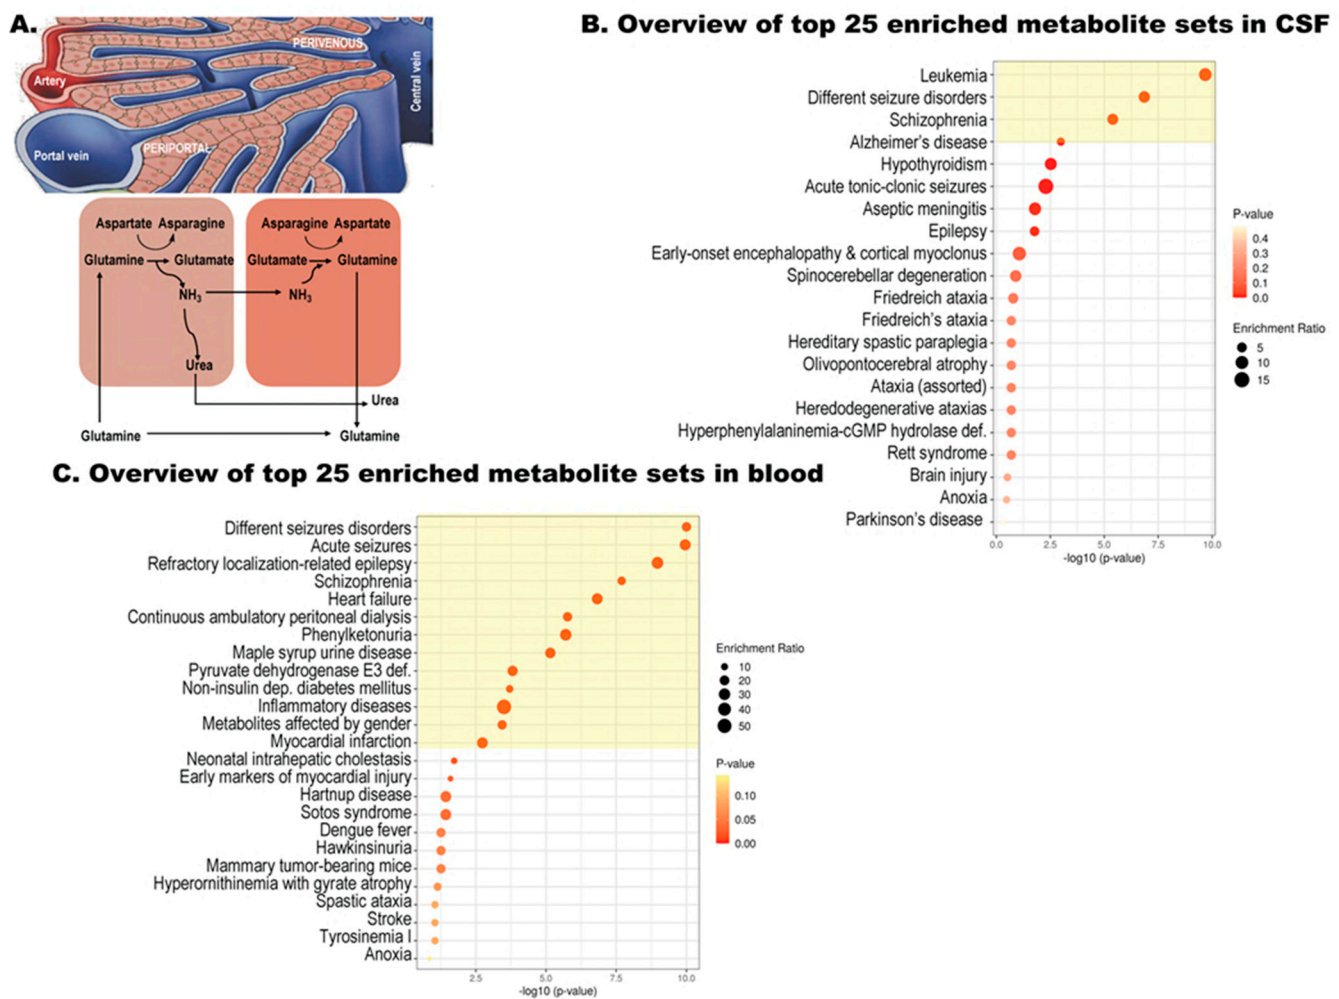 A.
PERIVENOUS
Artery
Central vein
Portal vein
PERIPORTAL
Aspartate Asparagine
Asparagine Aspartate
Glutamine Glutamate
Glutamate Glutamine
NH3
NH3
Urea
Urea
Glutamine
Glutamine
B. Overview of top 25 enriched metabolite sets in CSF
Leukemia
Different seizure disorders
Schizophrenia
Alzheimer's disease
Hypothyroidism
Acute tonic-clonic seizures
Aseptic meningitis
Epilepsy
Early-onset encephalopathy & cortical myoclonus
Spinocerebellar degeneration
Friedreich ataxia
Friedreich's ataxia
Hereditary spastic paraplegia
Olivopontocerebral atrophy
Ataxia (assorted)
Heredodegenerative ataxias
Hyperphenylalaninemia-cGMP hydrolase def.
Rett syndrome
Brain injury
Anoxia
Parkinson's disease
0.0 2.5 5.0 7.5 10.0
-log10 (p-value)
P-value
0.4
0.3
0.2
0.1
0.0
Enrichment Ratio
5
10
15
C. Overview of top 25 enriched metabolite sets in blood
Different seizures disorders
Acute seizures
Refractory localization-related epilepsy
Schizophrenia
Heart failure
Continuous ambulatory peritoneal dialysis
Phenylketonuria
Maple syrup urine disease
Pyruvate dehydrogenase E3 def.
Non-insulin dep. diabetes mellitus
Inflammatory diseases
Metabolites affected by gender
Myocardial infarction
Neonatal intrahepatic cholestasis
Early markers of myocardial injury
Hartnup disease
Sotos syndrome
Dengue fever
Hawkinsinuria
Mammary tumor-bearing mice
Hyperornithinemia with gyrate atrophy
Spastic ataxia
Stroke
Tyrosinemia I
Anoxia
2.5 5.0 7.5 10.0
-log10 (p-value)
Enrichment Ratio
10
20
30
40
50
P-value
0.10
0.05
0.00